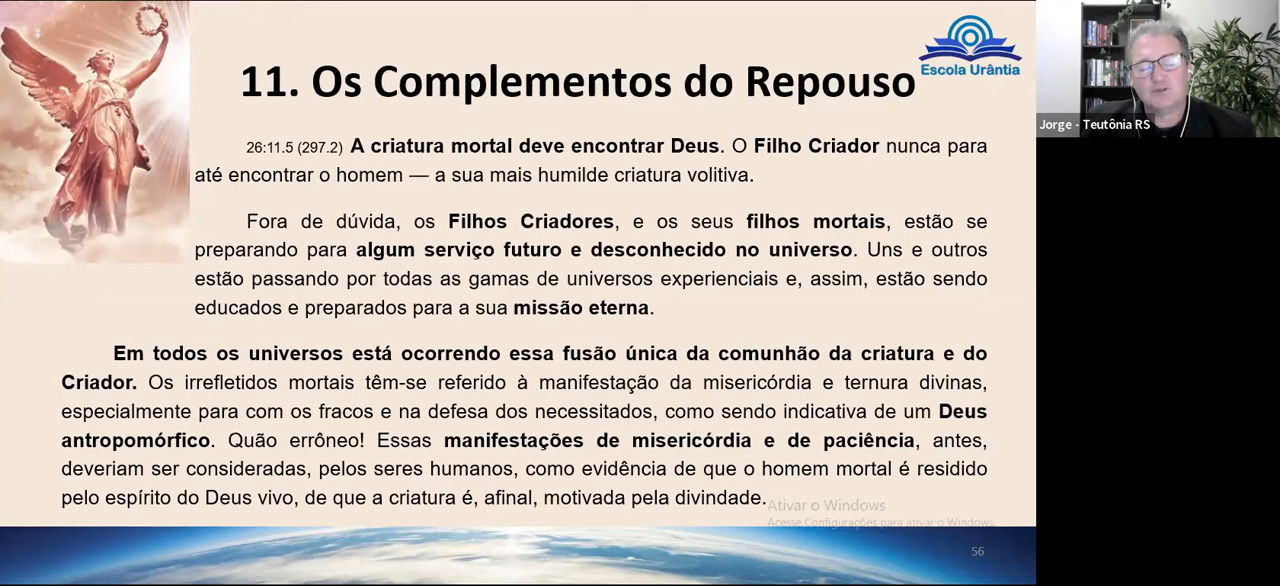 Escola Urântia
11. Os Complementos do Repouso
Jorge - Teutônia RS
26:11.5 (297.2) A criatura mortal deve encontrar Deus. O Filho Criador nunca para
até encontrar o homem — a sua mais humilde criatura volitiva.
Fora de dúvida, os Filhos Criadores, e os seus filhos mortais, estão se
preparando para algum serviço futuro e desconhecido no universo. Uns e outros
estão passando por todas as gamas de universos experienciais e, assim, estão sendo
educados e preparados para a sua missão eterna.
Em todos os universos está ocorrendo essa fusão única da comunhão da criatura e do
Criador. Os irrefletidos mortais têm-se referido à manifestação da misericórdia e ternura divinas,
especialmente para com os fracos e na defesa dos necessitados, como sendo indicativa de um Deus
antropomórfico. Quão errôneo! Essas manifestações de misericórdia e de paciência, antes,
deveriam ser consideradas, pelos seres humanos, como evidência de que o homem mortal é residido
pelo espírito do Deus vivo, de que a criatura é, afinal, motivada pela divindade.
Ativar o Windows
Acesse Configurações para ativar o Windows.
56